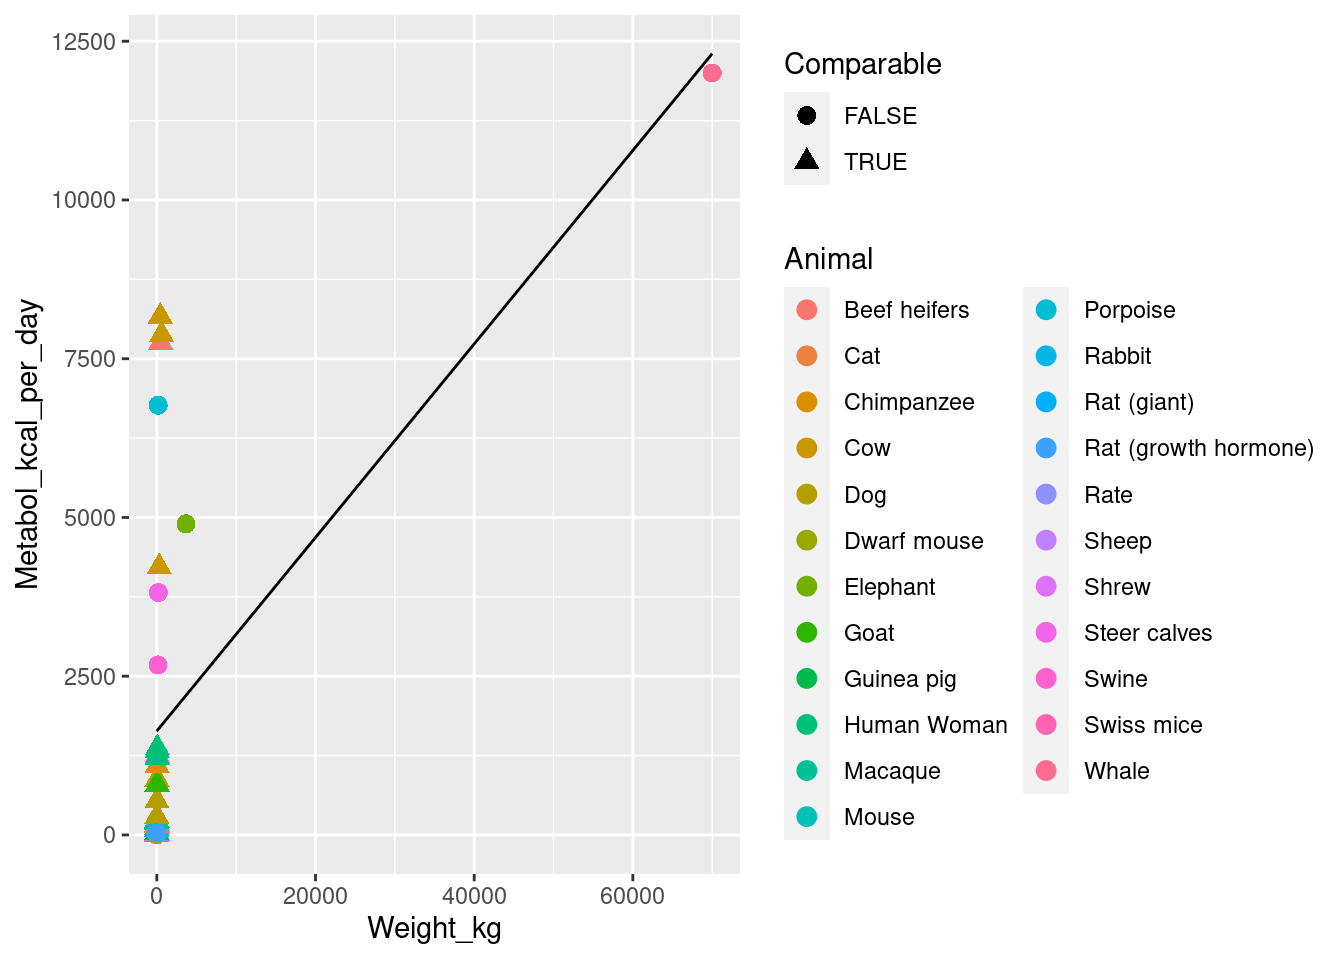 12500
10000
7500
5000
2500
0
Metabol_kcal_per_day
0 20000 40000 60000
Weight_kg
Comparable
FALSE
TRUE
Animal
Beef heifers
Cat
Chimpanzee
Cow
Dog
Dwarf mouse
Elephant
Goat
Guinea pig
Human Woman
Macaque
Mouse
Porpoise
Rabbit
Rat (giant)
Rat (growth hormone)
Rate
Sheep
Shrew
Steer calves
Swine
Swiss mice
Whale